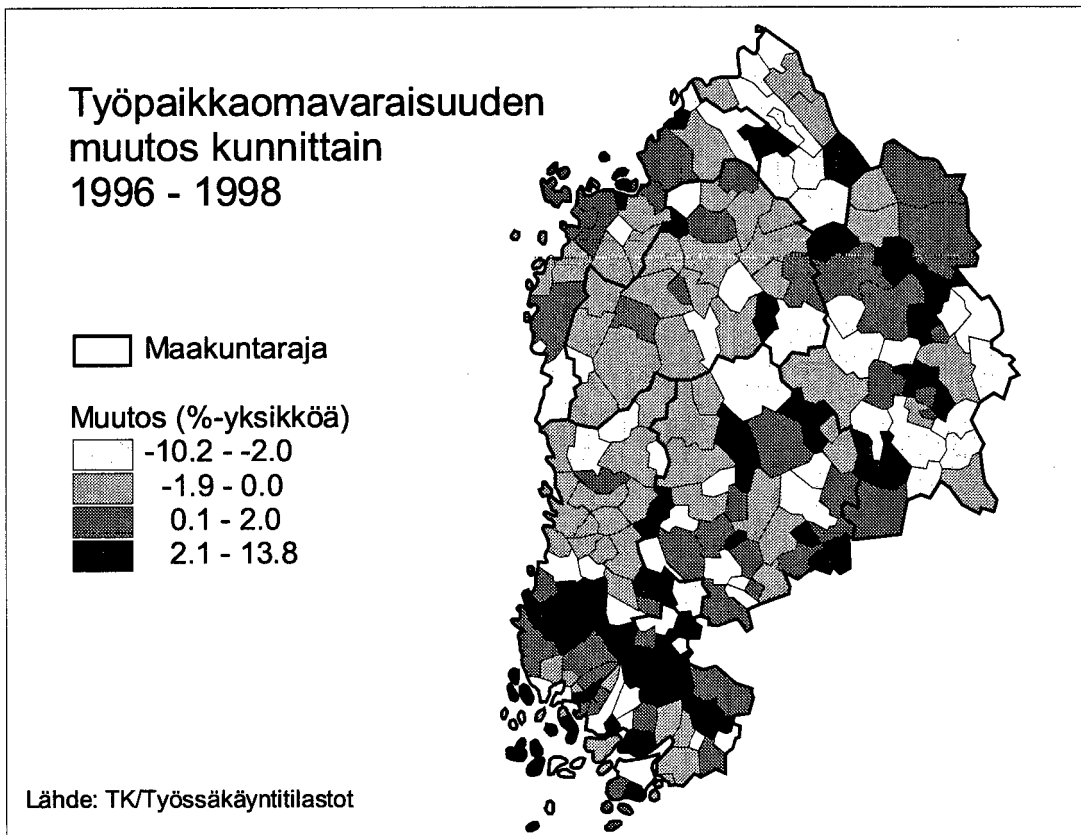 Työpaikkaomavaraisuuden
muutos kunnittain
1996 - 1998
Maakuntaraja
Muutos (%-yksikköä)
-10.2 - -2.0
-1.9 - 0.0
0.1 - 2.0
2.1 - 13.8
Lähde: TK/Työssäkäyntitilastot